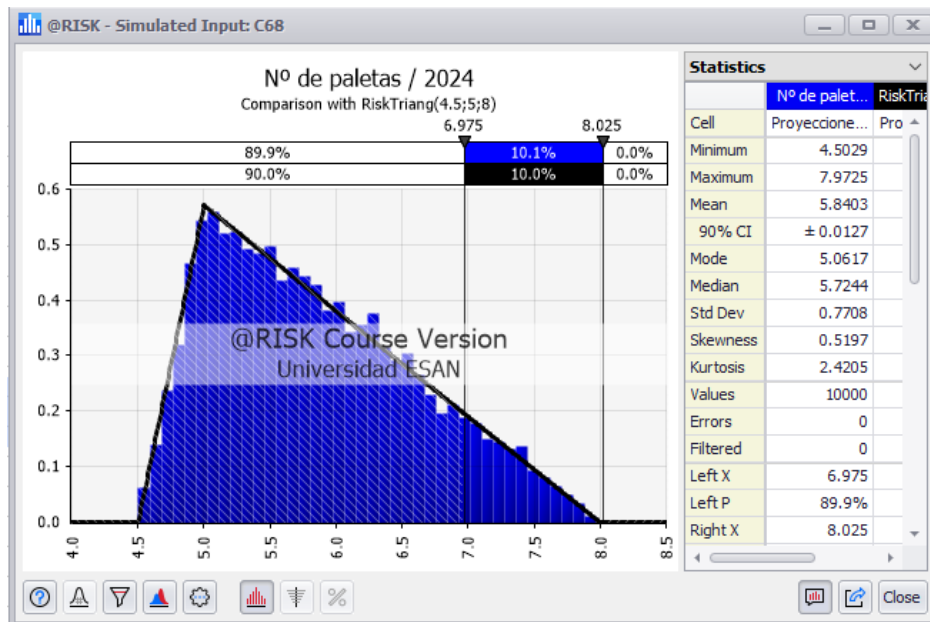 @RISK - Simulated Input: C68
Nº de paletas / 2024
Comparison with RiskTriang(4.5;5;8)
6.975 8.025
89.9% 10.1% 0.0%
90.0% 10.0% 0.0%
0.6
0.5
0.4
0.3
0.2
0.1
0.0
@RISK Course Version
Universidad ESAN
4.0 4.5 5.0 5.5 6.0 6.5 7.0 7.5 8.0 8.5
Statistics
Nº de palet... RiskTria
Cell Proyeccione... Pro
Minimum 4.5029
Maximum 7.9725
Mean 5.8403
90% CI ± 0.0127
Mode 5.0617
Median 5.7244
Std Dev 0.7708
Skewness 0.5197
Kurtosis 2.4205
Values 10000
Errors 0
Filtered 0
Left X 6.975
Left P 89.9%
Right X 8.025
Close